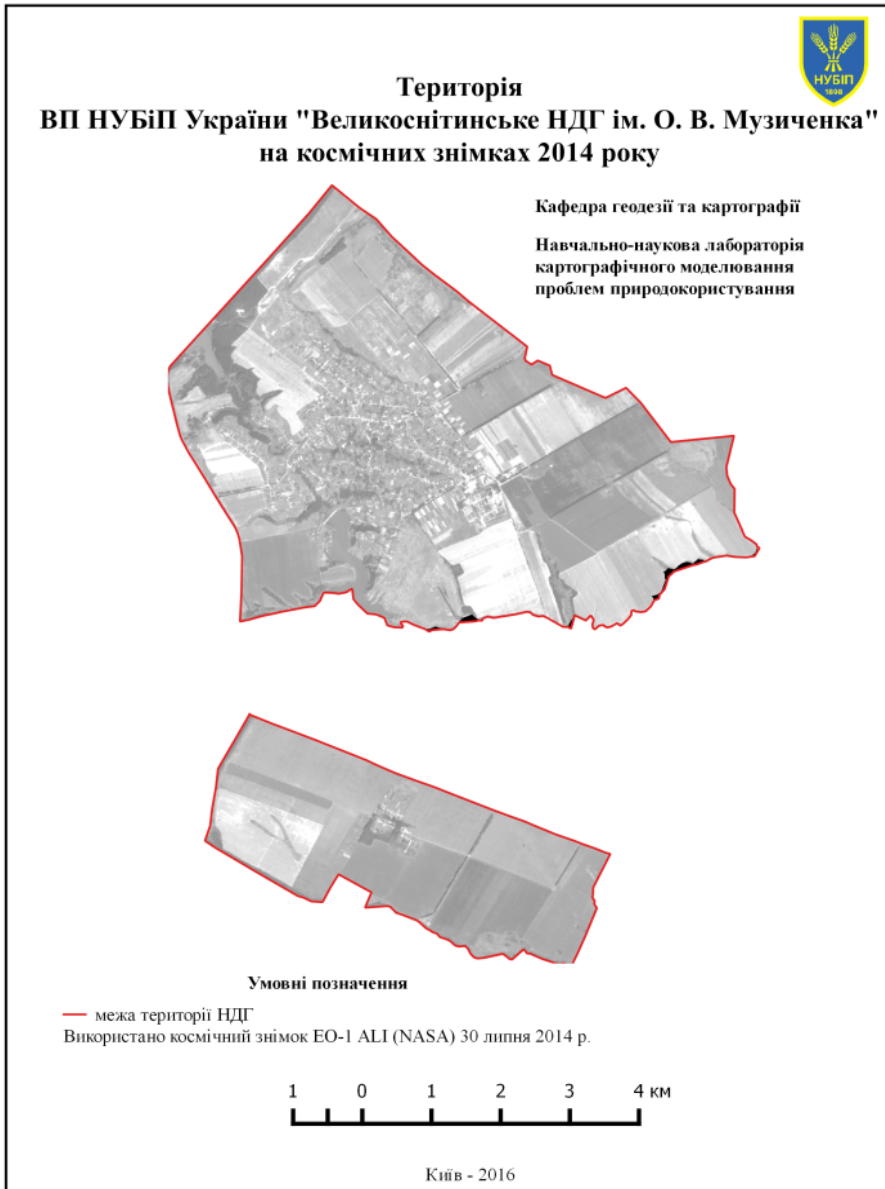 НУБІП
1898
Територія
ВП НУБіП України "Великоснітинське НДГ ім. О. В. Музиченка"
на космічних знімках 2014 року
Кафедра геодезії та картографії
Навчально-наукова лабораторія
картографічного моделювання
проблем природокористування
Умовні позначення
межа території НДГ
Використано космічний знімок EO-1 ALI (NASA) 30 липня 2014 р.
1 0 1 2 3 4 км
Київ - 2016